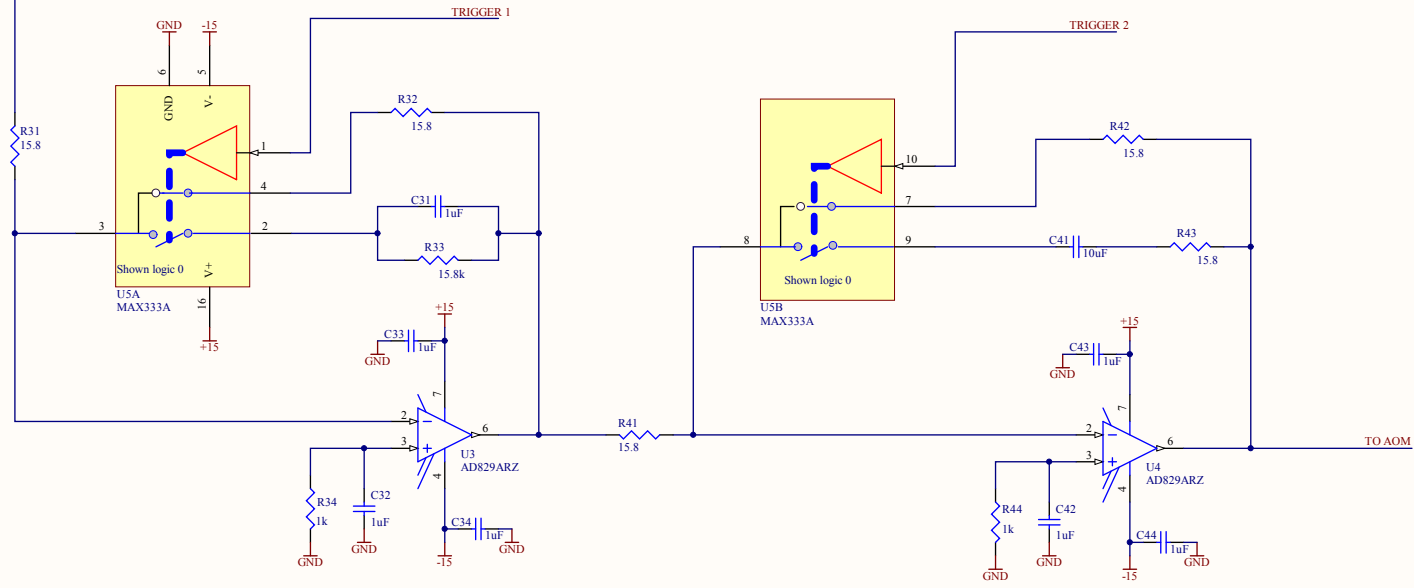 TRIGGER 1
GND
-15
6
5
GND
V-
R31
15.8
1
4
3
2
R32
15.8
C31
1uF
R33
15.8k
Shown logic 0
V+
16
U5A
MAX333A
+15
TRIGGER 2
10
7
8
9
R42
15.8
C41
10uF
R43
15.8
Shown logic 0
U5B
MAX333A
+15
C33
1uF
GND
7
2
3
6
4
U3
AD829ARZ
R34
1k
C32
1uF
GND
GND
C34
1uF
GND
-15
R41
15.8
+15
C43
1uF
GND
7
2
3
6
4
U4
AD829ARZ
TO AOM
R44
1k
C42
1uF
GND
GND
C44
1uF
GND
-15